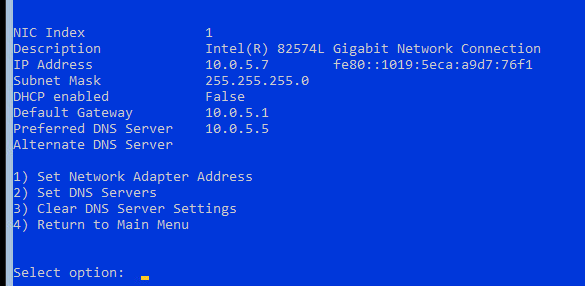 NIC Index 1
Description Intel(R) 82574L Gigabit Network Connection
IP Address 10.0.5.7 fe80::1019:5eca:a9d7:76f1
Subnet Mask 255.255.255.0
DHCP enabled False
Default Gateway 10.0.5.1
Preferred DNS Server 10.0.5.5
Alternate DNS Server
1) Set Network Adapter Address
2) Set DNS Servers
3) Clear DNS Server Settings
4) Return to Main Menu
Select option: